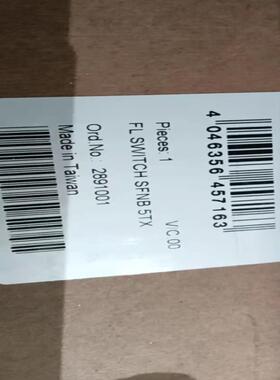 4 046356 457163
V/C 00
Pieces: 1
FL SWITCH SFNB 5TX
Ord.No.: 2891001
Made in Taiwan